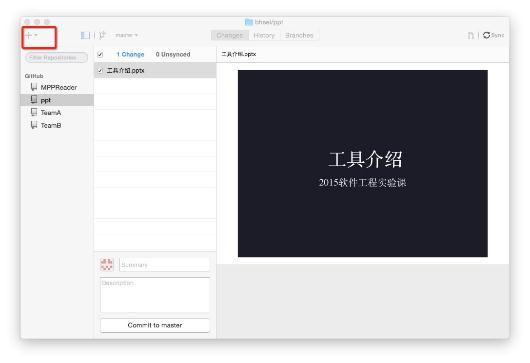 bhsei/ppt
master
Changes
History
Branches
Sync
Filter Repositories
1 Change
0 Unsynced
工具介绍.pptx
GitHub
工具介绍.pptx
MPPReader
ppt
TeamA
TeamB
工具介绍
2015软件工程实验课
Summary
Description
Commit to master